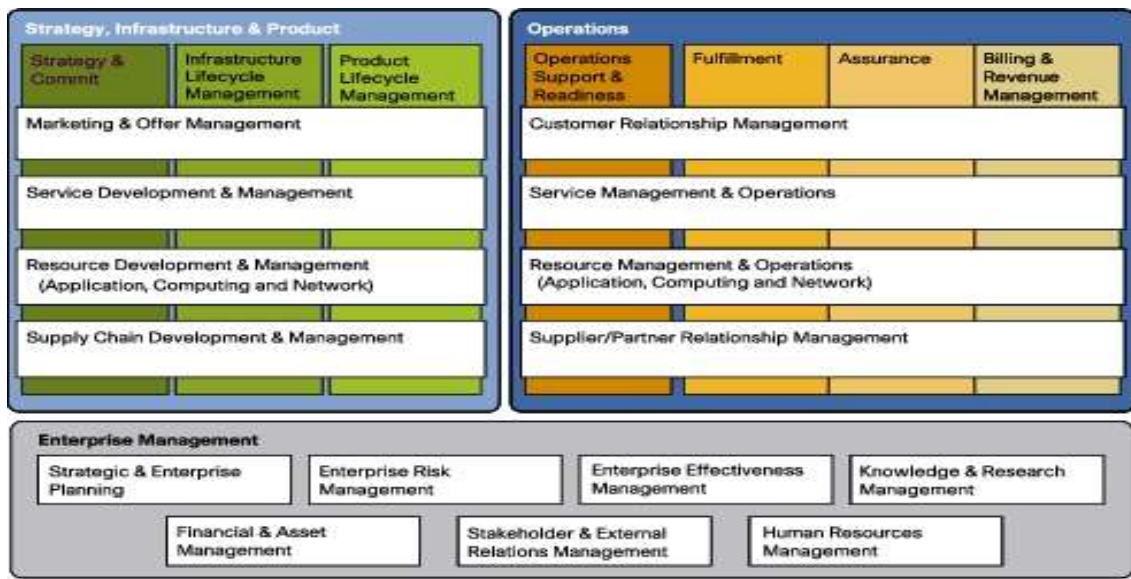 Strategy, Infrastructure & Product
Strategy &
Commit
Infrastructure
Lifecycle
Management
Product
Lifecycle
Management
Marketing & Offer Management
Service Development & Management
Resource Development & Management
(Application, Computing and Network)
Supply Chain Development & Management
Operations
Operations
Support &
Readiness
Fulfillment
Assurance
Billing &
Revenue
Management
Customer Relationship Management
Service Management & Operations
Resource Management & Operations
(Application, Computing and Network)
Supplier/Partner Relationship Management
Enterprise Management
Strategic & Enterprise
Planning
Enterprise Risk
Management
Enterprise Effectiveness
Management
Knowledge & Research
Management
Financial & Asset
Management
Stakeholder & External
Relations Management
Human Resources
Management